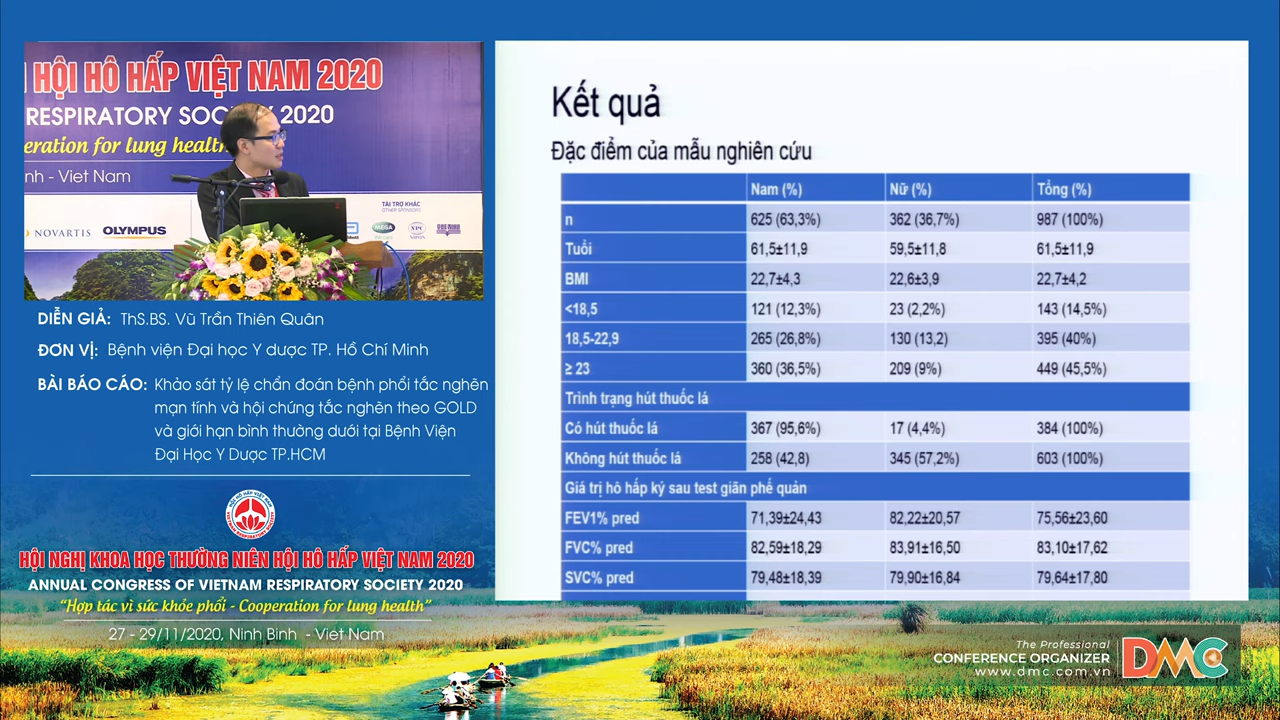 HỘI HÔ HẤP VIỆT NAM 2020
RESPIRATORY SOC Y 2020
eration for lung healt
nh - Viet Nam
TÀI TRỢ KHÁC
OTHER SPONSORS
NOVARTIS
OLYMPUS
MEGA
DIỄN GIẢ: ThS.BS. Vũ Trần Thiên Quân
ĐƠN VỊ: Bệnh viện Đại học Y dược TP. Hồ Chí Minh
BÀI BÁO CÁO: Khảo sát tỷ lệ chẩn đoán bệnh phổi tắc nghẽn
mạn tính và hội chứng tắc nghẽn theo GOLD
và giới hạn bình thường dưới tại Bệnh Viện
Đại Học Y Dược TP.HCM
HỘI NGHỊ KHOA HỌC THƯỜNG NIÊN HỘI HÔ HẤP VIỆT NAM 2020
ANNUAL CONGRESS OF VIETNAM RESPIRATORY SOCIETY 2020
“Hợp tác vì sức khỏe phổi - Cooperation for lung health”
27 - 29/11/2020, Ninh Bình - Viet Nam
Kết quả
Đặc điểm của mẫu nghiên cứu
Nam (%) Nữ (%) Tổng (%)
n 625 (63,3%) 362 (36,7%) 987 (100%)
Tuổi 61,5±11,9 59,5±11,8 61,5±11,9
BMI 22,7±4,3 22,6±3,9 22,7±4,2
<18,5 121 (12,3%) 23 (2,2%) 143 (14,5%)
18,5-22,9 265 (26,8%) 130 (13,2) 395 (40%)
≥ 23 360 (36,5%) 209 (9%) 449 (45,5%)
Trình trạng hút thuốc lá
Có hút thuốc lá 367 (95,6%) 17 (4,4%) 384 (100%)
Không hút thuốc lá 258 (42,8) 345 (57,2%) 603 (100%)
Giá trị hô hấp ký sau test giãn phế quản
FEV1% pred 71,39±24,43 82,22±20,57 75,56±23,60
FVC% pred 82,59±18,29 83,91±16,50 83,10±17,62
SVC% pred 79,48±18,39 79,90±16,84 79,64±17,80
The Professional
CONFERENCE ORGANIZER
www.dmc.com.vn
DMC